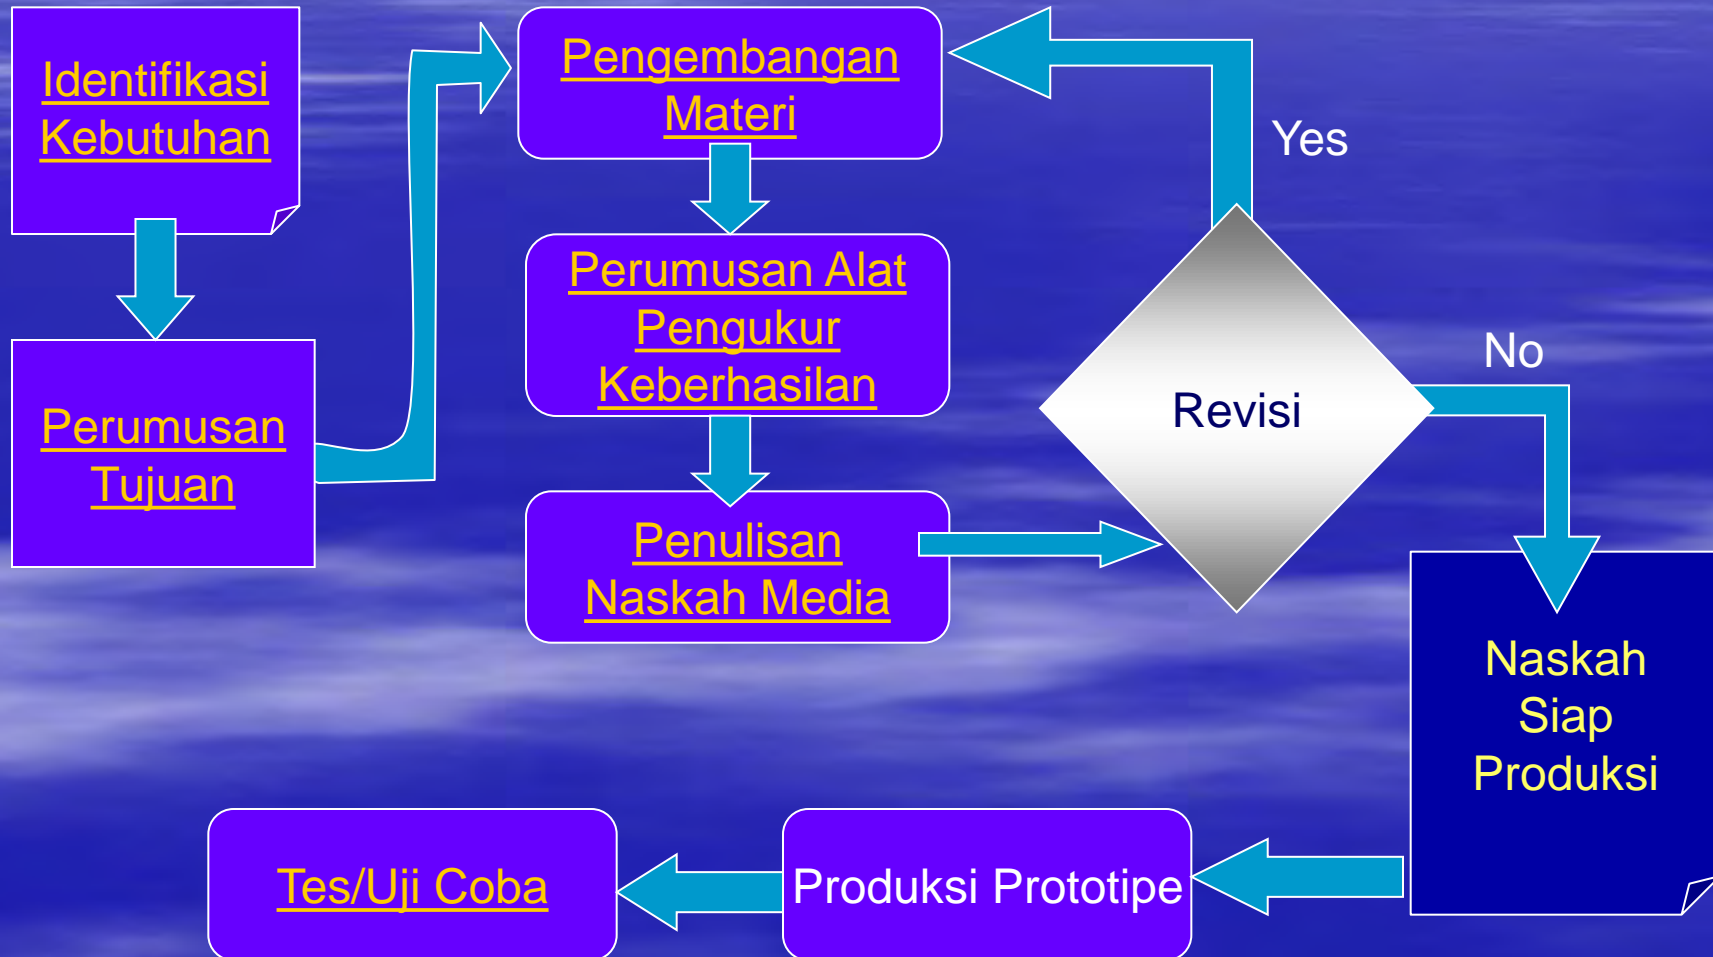 Identifikasi
Kebutuhan
Perumusan
Tujuan
Pengembangan
Materi
Perumusan Alat
Pengukur
Keberhasilan
Penulisan
Naskah Media
Revisi
Yes
No
Naskah
Siap
Produksi
Produksi Prototipe
Tes/Uji Coba